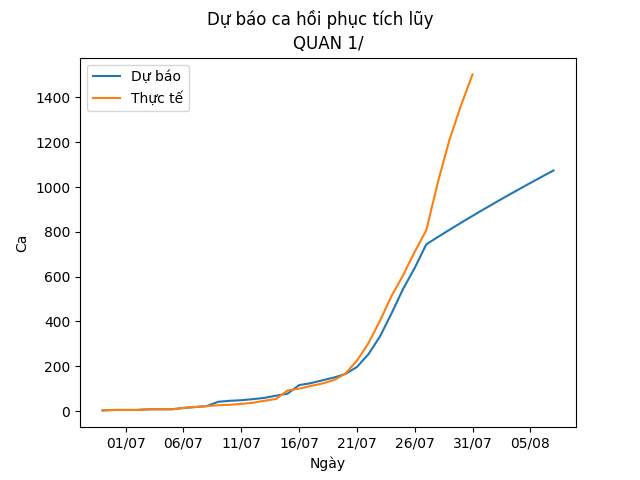 Dự báo ca hồi phục tích lũy
QUAN 1/
Dự báo
Thực tế
1400
1200
1000
800
600
400
200
0
Ca
01/07 06/07 11/07 16/07 21/07 26/07 31/07 05/08
Ngày